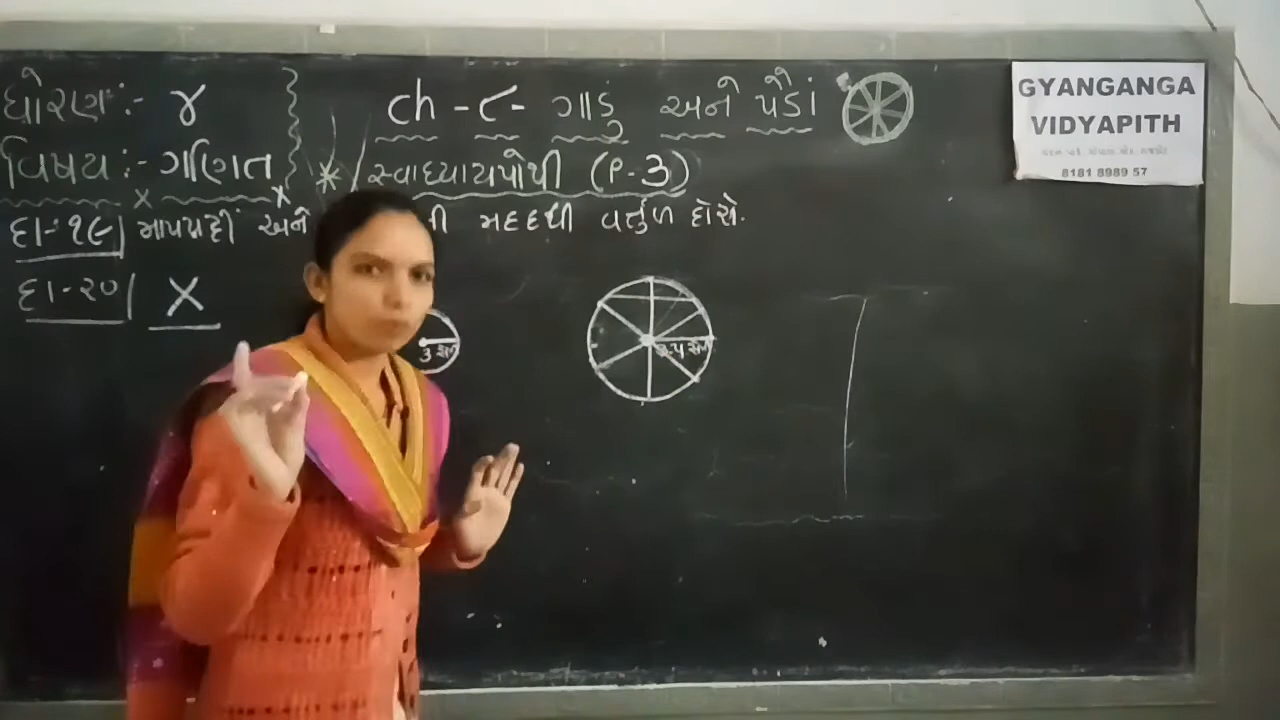 ધોરણ :- ૪
વિષય :- ગણિત
ch - ૮ - ગાડું અને પૈડાં
* સ્વાધ્યાયપોથી (P-3)
દા-૧૯ માપપટ્ટી અને ની મદદથી વર્તુળ દોરો.
દા-૨૦ X
3 સેમી
સેમી
GYANGANGA
VIDYAPITH
8181 8989 57